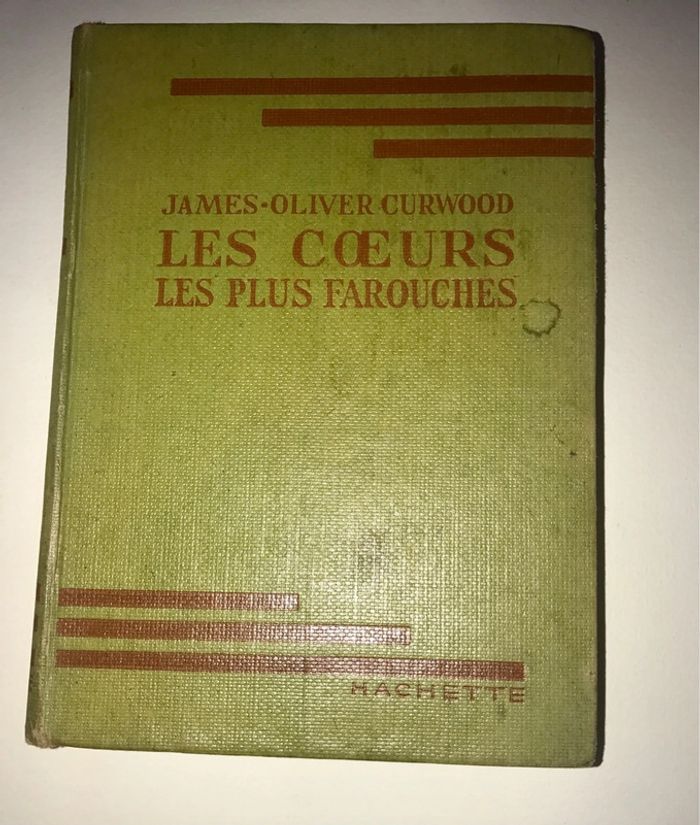 JAMES-OLIVER CURWOOD
LES CŒURS
LES PLUS FAROUCHES
HACHETTE